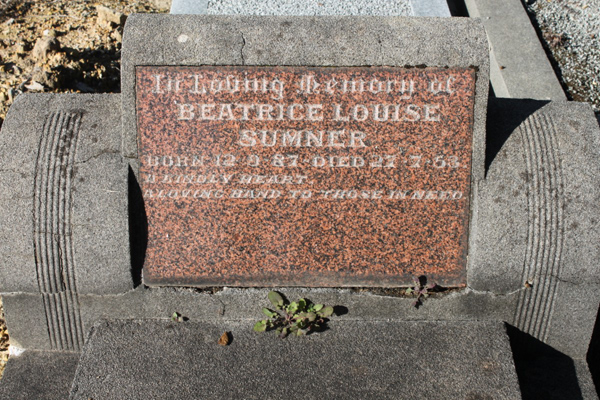 In Loving Memory of
BEATRICE LOUISE
SUMNER
BORN 12·9·87·DIED 27·7·53
A KINDLY HEART
A LOVING HAND TO THOSE IN NEED